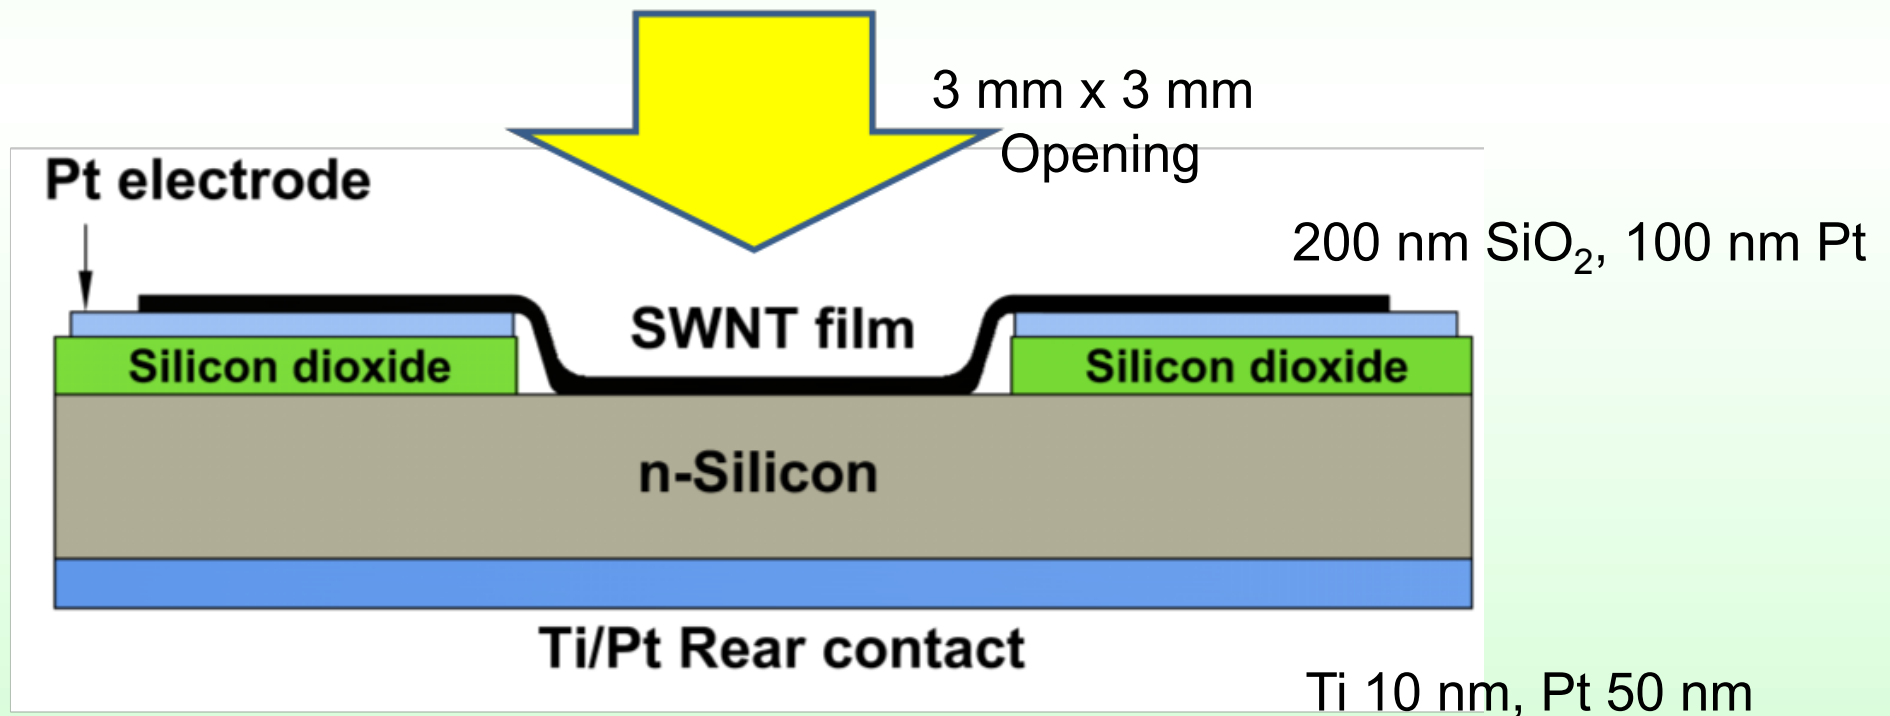 3 mm x 3 mm
Opening
Pt electrode
200 nm SiO₂, 100 nm Pt
SWNT film
Silicon dioxide
Silicon dioxide
n-Silicon
Ti/Pt Rear contact
Ti 10 nm, Pt 50 nm